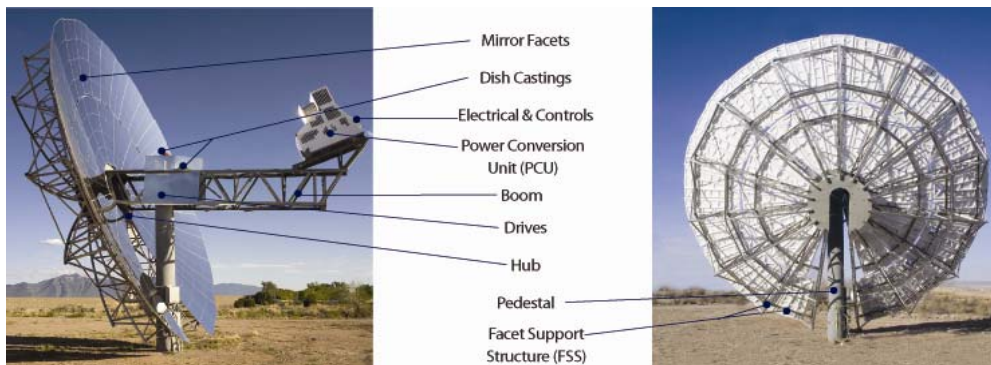 Mirror Facets
Dish Castings
Electrical & Controls
Power Conversion
Unit (PCU)
Boom
Drives
Hub
Pedestal
Facet Support
Structure (FSS)